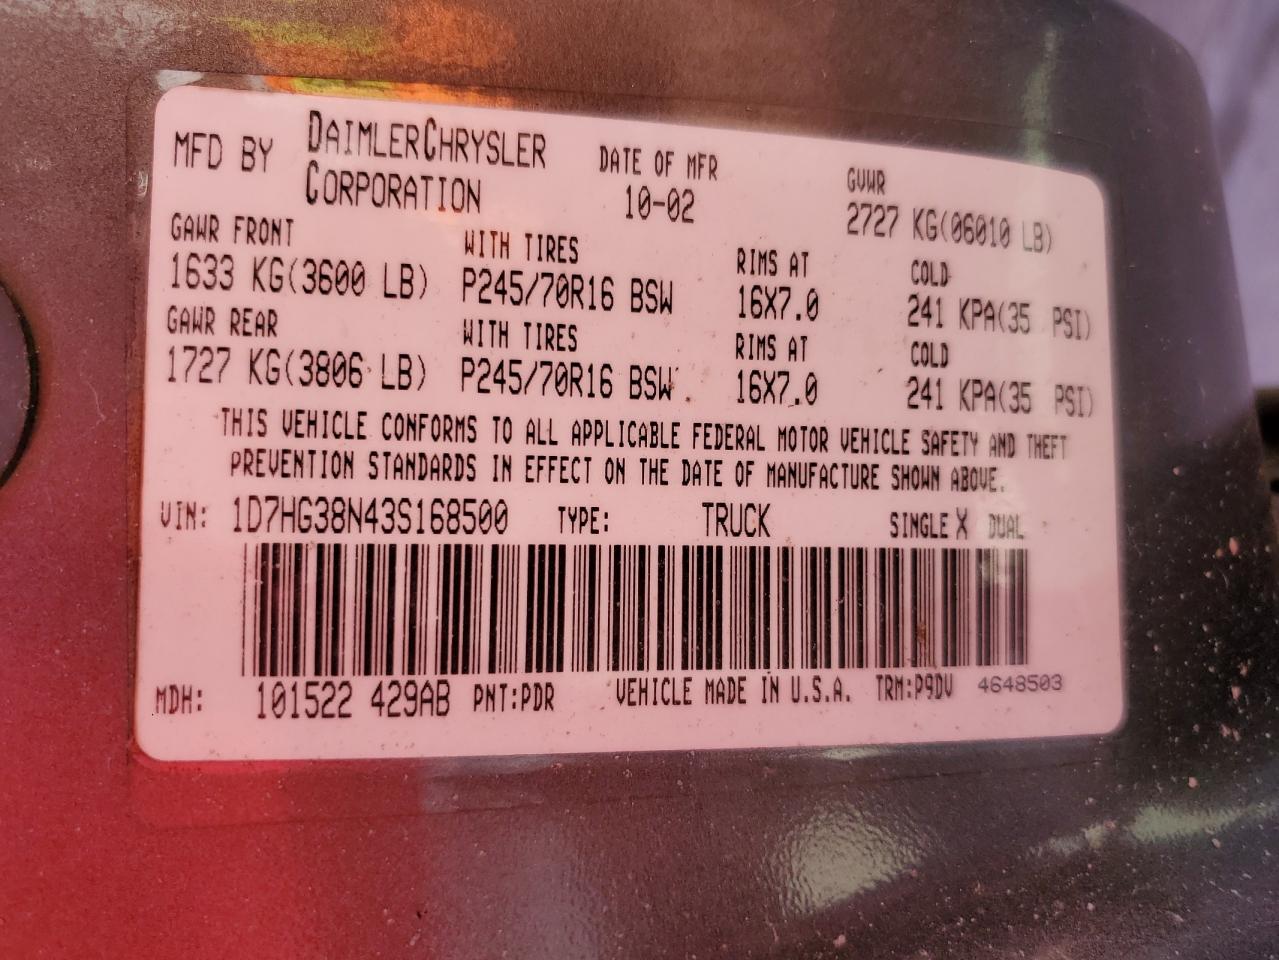 MFD BY DAIMLERCHRYSLER CORPORATION DATE OF MFR 10-02 GVWR 2727 KG(06010 LB)
GAWR FRONT WITH TIRES RIMS AT COLD
1633 KG(3600 LB) P245/70R16 BSW 16X7.0 241 KPA(35 PSI)
GAWR REAR WITH TIRES RIMS AT COLD
1727 KG(3806 LB) P245/70R16 BSW 16X7.0 241 KPA(35 PSI)
THIS VEHICLE CONFORMS TO ALL APPLICABLE FEDERAL MOTOR VEHICLE SAFETY AND THEFT
PREVENTION STANDARDS IN EFFECT ON THE DATE OF MANUFACTURE SHOWN ABOVE.
VIN: 1D7HG38N43S168500 TYPE: TRUCK SINGLE X DUAL
MDH: 101522 429AB PNT:PDR VEHICLE MADE IN U.S.A. TRM:P9DV 4648503